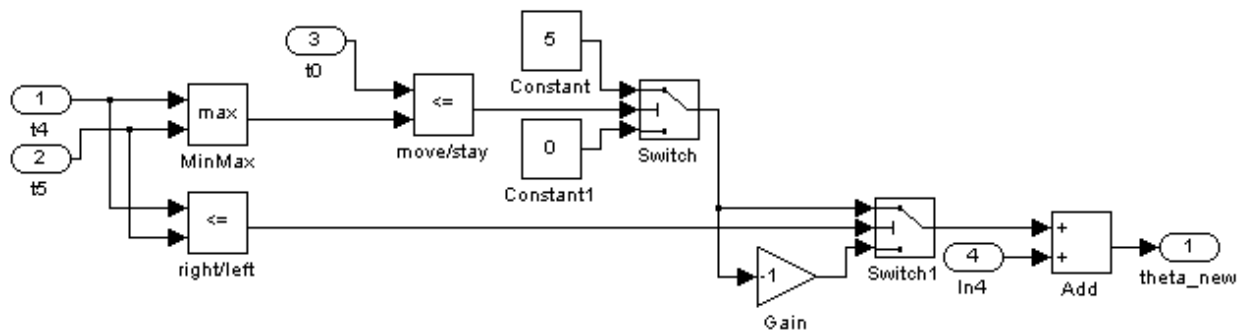 3
t0
5
Constant
1
t4
max
MinMax
<=
move/stay
Switch
2
t5
0
Constant1
<=
right/left
-1
Gain
Switch1
4
In4
+
+
Add
1
theta_new